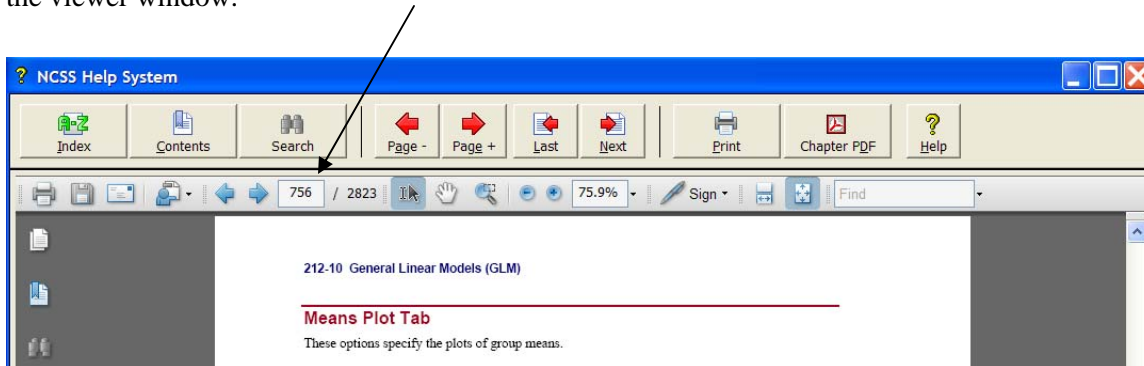 the viewer window.
? NCSS Help System
A-Z
Index
Contents
Search
Page -
Page +
Last
Next
Print
Chapter PDF
?
Help
756 / 2823
75.9%
Sign
Find
212-10 General Linear Models (GLM)
Means Plot Tab
These options specify the plots of group means.